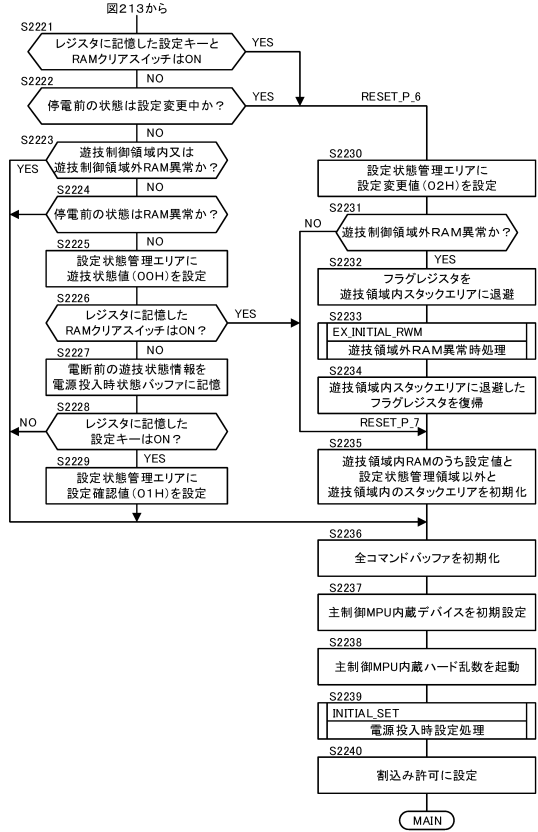 図213から
S2221
レジスタに記憶した設定キーと
RAMクリアスイッチはON
YES
NO
S2222
停電前の状態は設定変更中か?
YES
RESET_P_6
NO
S2223
遊技制御領域内又は
遊技制御領域外RAM異常か?
YES
NO
S2224
停電前の状態はRAM異常か?
NO
S2225
設定状態管理エリアに
遊技状態値(00H)を設定
S2226
レジスタに記憶した
RAMクリアスイッチはON?
YES
NO
S2227
電断前の遊技状態情報を
電源投入時状態バッファに記憶
S2228
レジスタに記憶した
設定キーはON?
NO
YES
S2229
設定状態管理エリアに
設定確認値(01H)を設定
S2230
設定状態管理エリアに
設定変更値(02H)を設定
S2231
遊技制御領域外RAM異常か?
NO
YES
S2232
フラグレジスタを
遊技領域内スタックエリアに退避
S2233
EX_INITIAL_RWM
遊技領域外RAM異常時処理
S2234
遊技領域内スタックエリアに退避した
フラグレジスタを復帰
RESET_P_7
S2235
遊技領域内RAMのうち設定値と
設定状態管理領域以外と
遊技領域内のスタックエリアを初期化
S2236
全コマンドバッファを初期化
S2237
主制御MPU内蔵デバイスを初期設定
S2238
主制御MPU内蔵ハード乱数を起動
S2239
INITIAL_SET
電源投入時設定処理
S2240
割込み許可に設定
MAIN